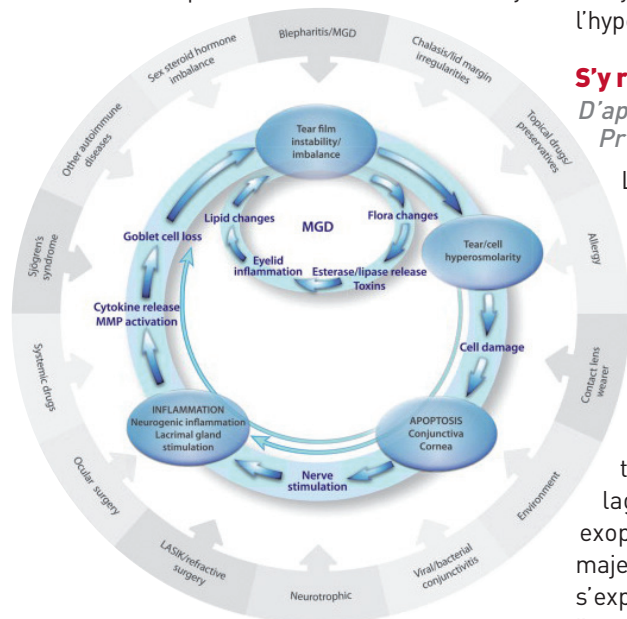 l'hype
S'y r
D'ap
Pr
L
Blepharitis/MGD
Chalasis/lid margin
irregularities
Topical drugs/
preservatives
Allergy
Contact lens
wearer
Environment
Viral/bacterial
conjunctivitis
Neurotrophic
LASIK/refractive
surgery
Ocular surgery
Systemic drugs
Sjögren's
syndrome
Other autoimmune
diseases
Sex steroid hormone
imbalance
Tear film
instability/
imbalance
Lipid changes
MGD
Flora changes
Goblet cell loss
Tear/cell
hyperosmolarity
Eyelid
inflammation
Esterase/lipase release
Toxins
Cytokine release
MMP activation
Cell damage
INFLAMMATION
Neurogenic inflammation
Lacrimal gland
stimulation
APOPTOSIS
Conjunctiva
Cornea
Nerve
stimulation
t
lag
exop
maje
s'exp